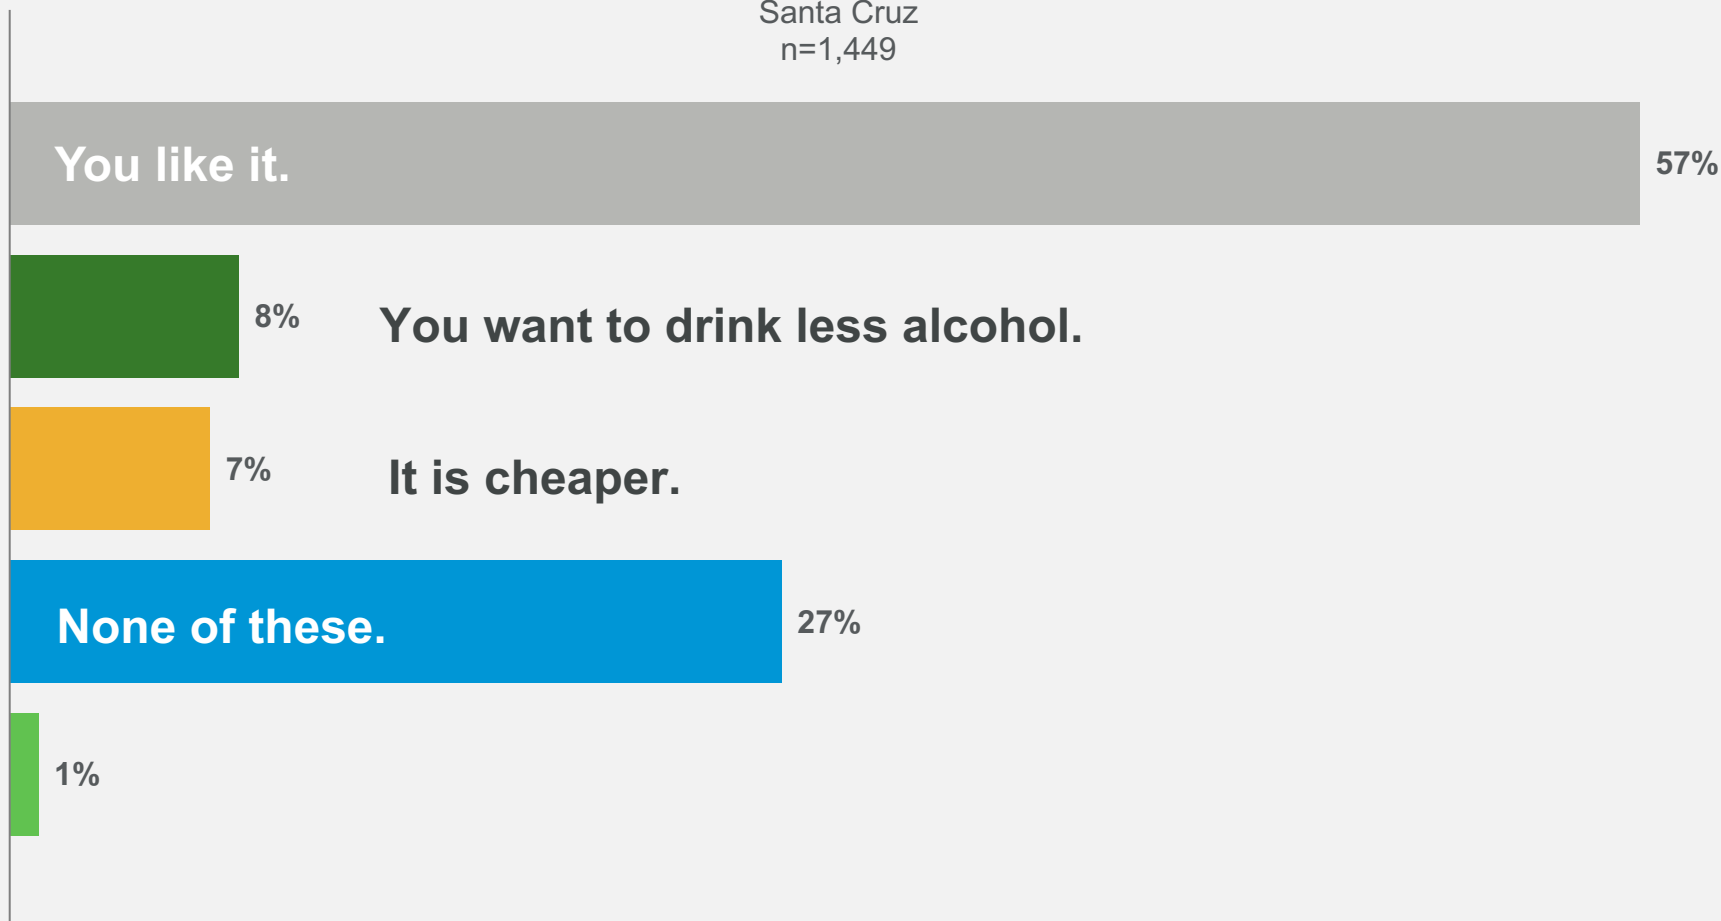 Santa Cruz
n=1,449
You like it.
57%
8%
You want to drink less alcohol.
7%
It is cheaper.
None of these.
27%
1%